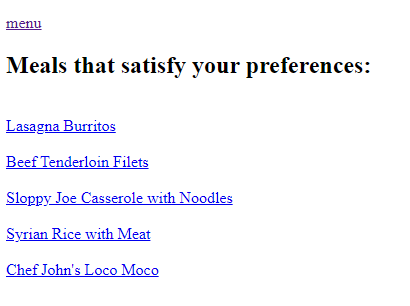 menu
Meals that satisfy your preferences:
Lasagna Burritos
Beef Tenderloin Filets
Sloppy Joe Casserole with Noodles
Syrian Rice with Meat
Chef John's Loco Moco